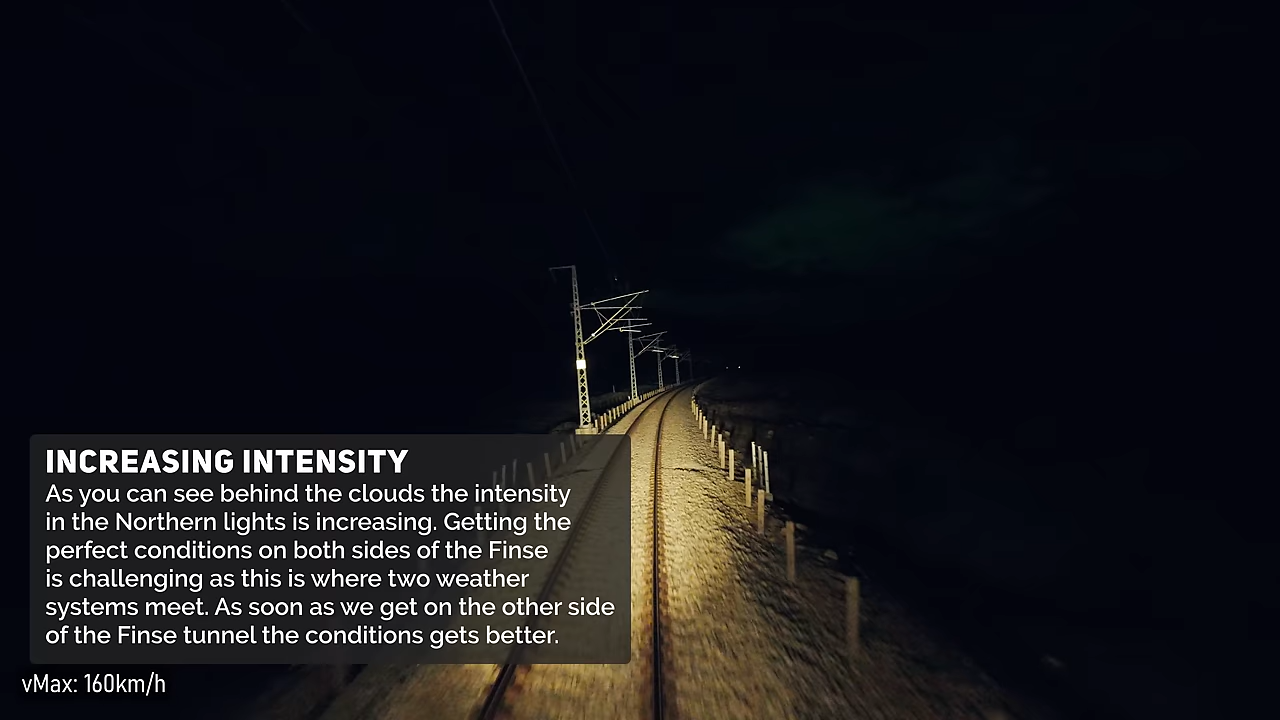 INCREASING INTENSITY
As you can see behind the clouds the intensity
in the Northern lights is increasing. Getting the
perfect conditions on both sides of the Finse
is challenging as this is where two weather
systems meet. As soon as we get on the other side
of the Finse tunnel the conditions gets better.
vMax: 160km/h